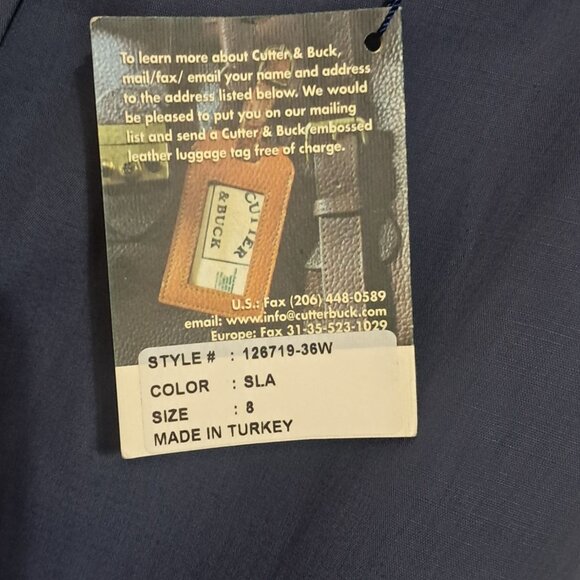 To learn more about Cutter & Buck,
mail/fax/ email your name and address
to the address listed below. We would
be pleased to put you on our mailing
list and send a Cutter & Buck embossed
leather luggage tag free of charge.
CUTTER
& BUCK
U.S.: Fax (206) 448-0589
email: www.info@cutterbuck.com
Europe: Fax 31-35-523-1029
STYLE # : 126719-36W
COLOR : SLA
SIZE : 8
MADE IN TURKEY